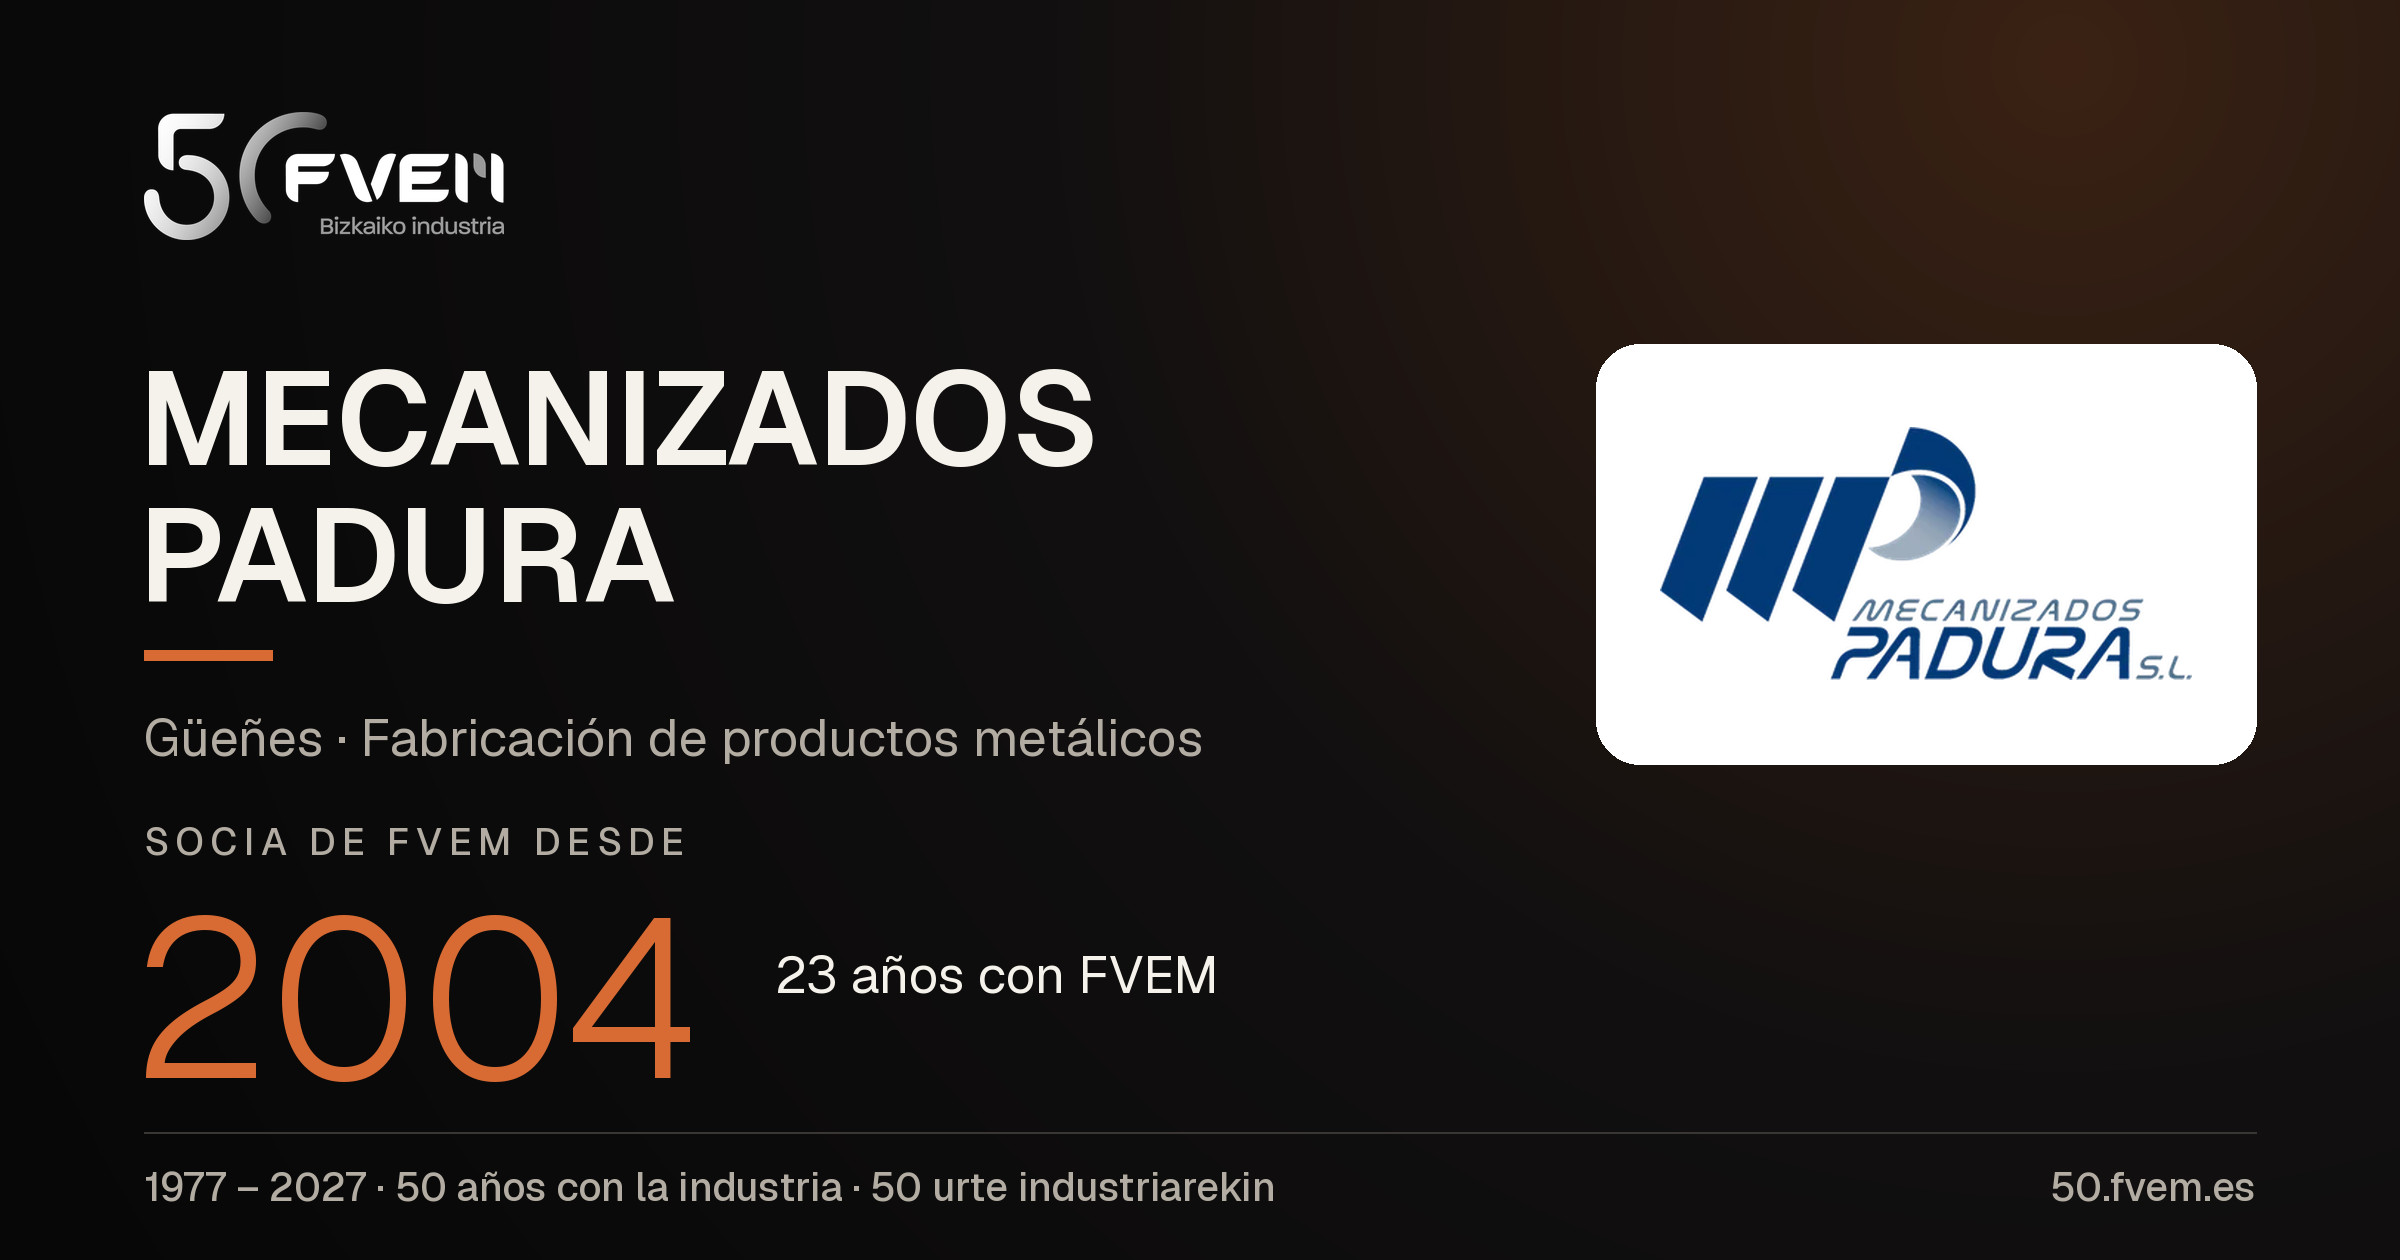 50 FVEM
Bizkaiko industria
MECANIZADOS
PADURA
MECANIZADOS
PADURA S.L.
Güeñes · Fabricación de productos metálicos
SOCIA DE FVEM DESDE
2004
23 años con FVEM
1977 – 2027 · 50 años con la industria · 50 urte industriarekin
50.fvem.es